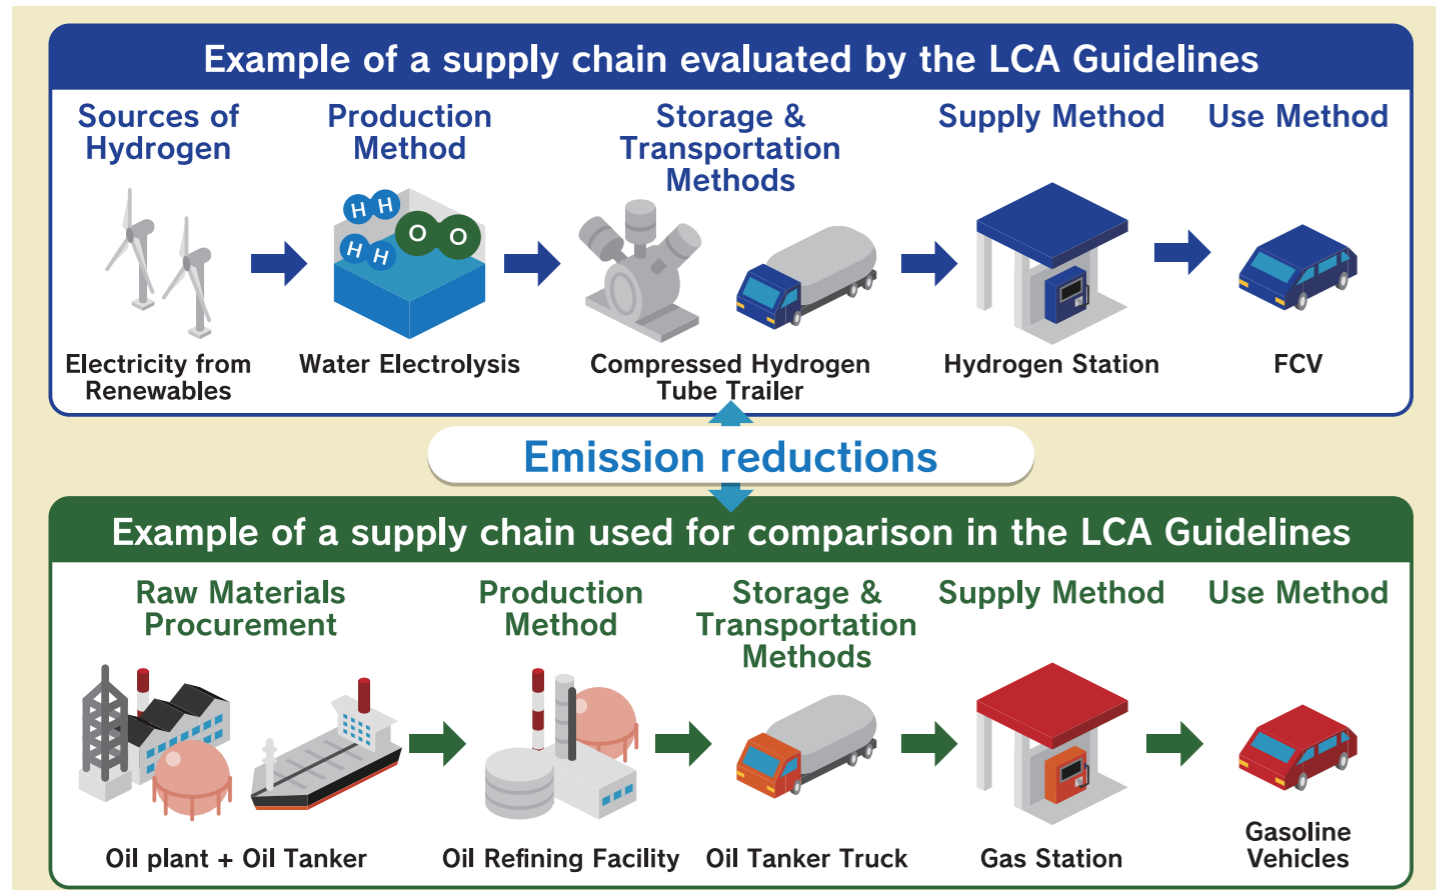 Example of a supply chain evaluated by the LCA Guidelines
Sources of
Hydrogen
Production
Method
Storage &
Transportation
Methods
Supply Method
Use Method
H H
H H
O O
Electricity from
Renewables
Water Electrolysis
Compressed Hydrogen
Tube Trailer
Hydrogen Station
FCV
Emission reductions
Example of a supply chain used for comparison in the LCA Guidelines
Raw Materials
Procurement
Production
Method
Storage &
Transportation
Methods
Supply Method
Use Method
Oil plant + Oil Tanker
Oil Refining Facility
Oil Tanker Truck
Gas Station
Gasoline
Vehicles